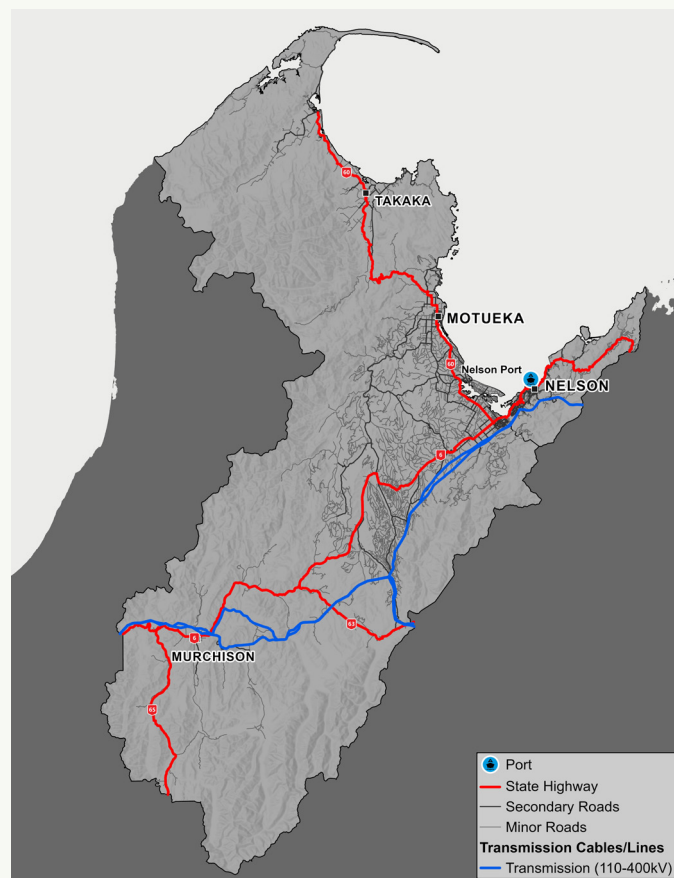 60
TAKAKA
MOTUEKA
60
Nelson Port
NELSON
6
63
6
MURCHISON
65
Port
State Highway
Secondary Roads
Minor Roads
Transmission Cables/Lines
Transmission (110-400kV)